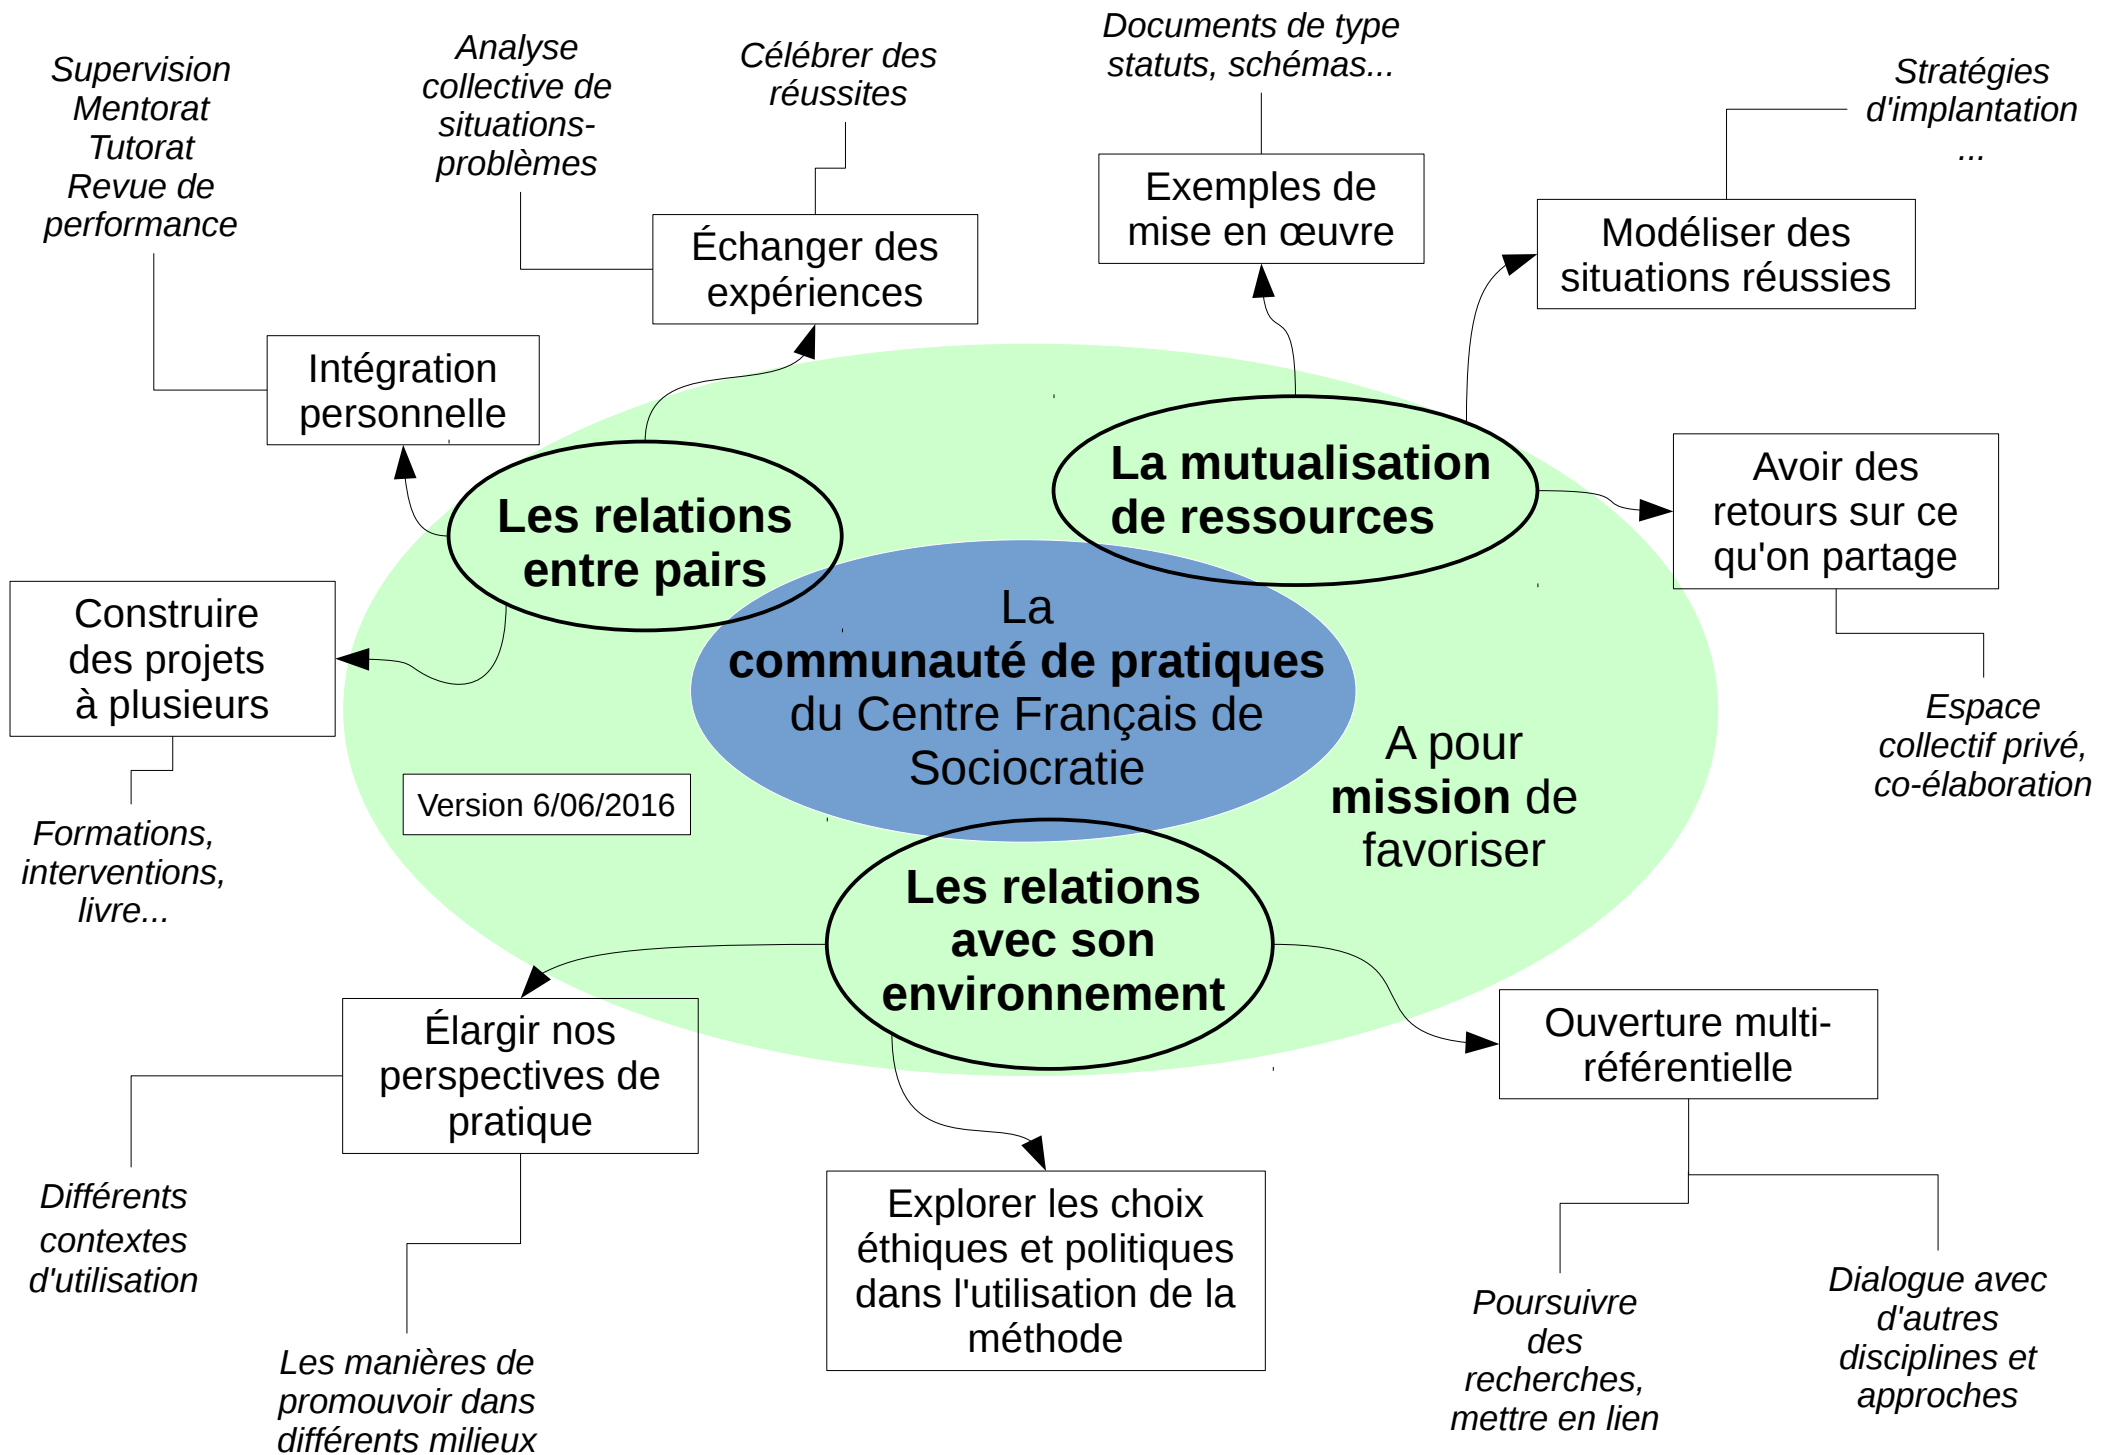 Supervision
Mentorat
Tutorat
Revue de
performance
Analyse
collective de
situations-
problèmes
Célébrer des
réussites
Documents de type
statuts, schémas...
Stratégies
d'implantation
...
Intégration
personnelle
Échanger des
expériences
Exemples de
mise en œuvre
Modéliser des
situations réussies
Les relations
entre pairs
La mutualisation
de ressources
Avoir des
retours sur ce
qu'on partage
Espace
collectif privé,
co-élaboration
Construire
des projets
à plusieurs
Formations,
interventions,
livre...
La
communauté de pratiques
du Centre Français de
Sociocratie
A pour
mission de
favoriser
Version 6/06/2016
Les relations
avec son
environnement
Élargir nos
perspectives de
pratique
Différents
contextes
d'utilisation
Les manières de
promouvoir dans
différents milieux
Explorer les choix
éthiques et politiques
dans l'utilisation de la
méthode
Ouverture multi-
référentielle
Poursuivre
des
recherches,
mettre en lien
Dialogue avec
d'autres
disciplines et
approches